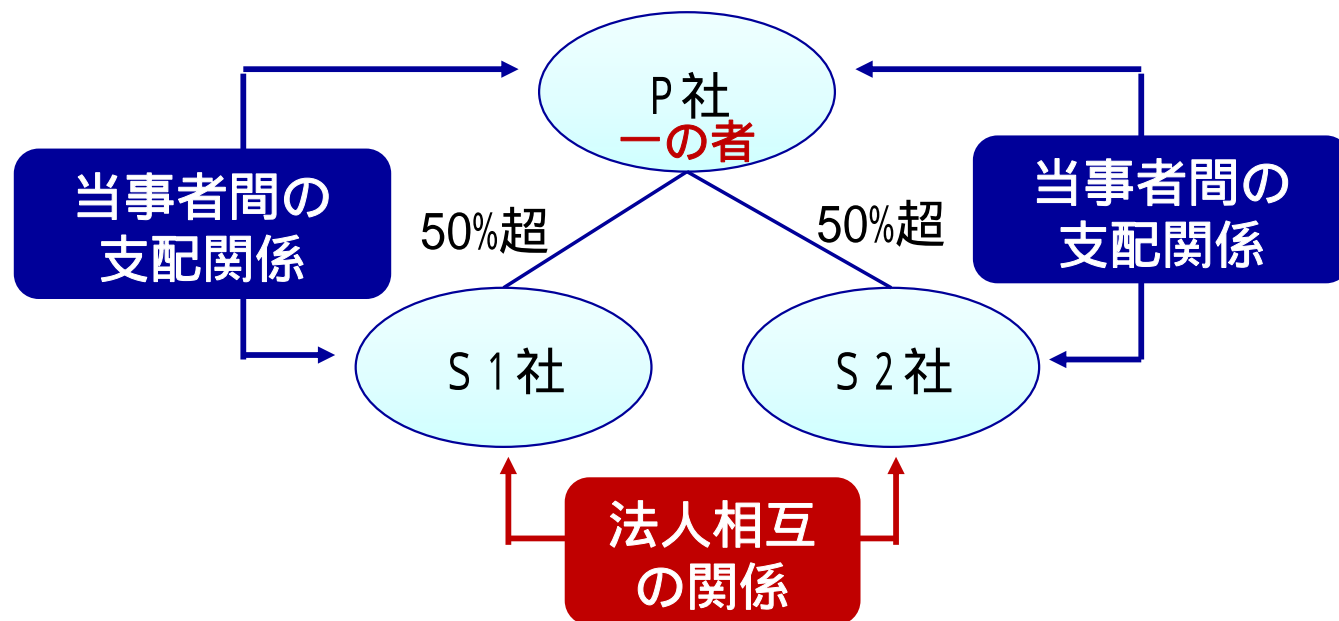 P社
一の者
当事者間の
支配関係
当事者間の
支配関係
50%超
50%超
S1社
S2社
法人相互
の関係